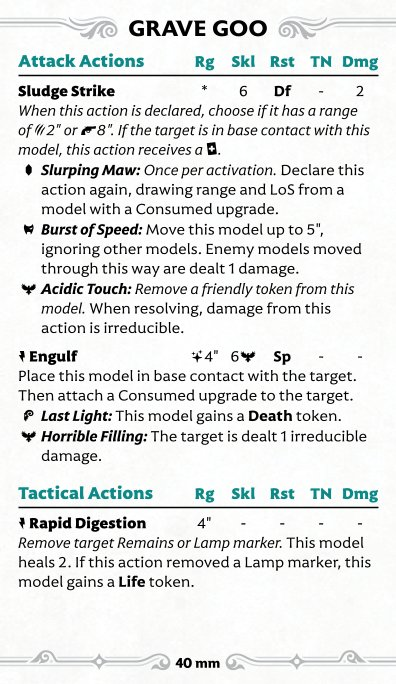 GRAVE GOO
Attack Actions Rg Skl Rst TN Dmg
Sludge Strike * 6 Df - 2
When this action is declared, choose if it has a range
of 2" or 8". If the target is in base contact with this
model, this action receives a .
Slurping Maw: Once per activation. Declare this
action again, drawing range and LoS from a
model with a Consumed upgrade.
Burst of Speed: Move this model up to 5",
ignoring other models. Enemy models moved
through this way are dealt 1 damage.
Acidic Touch: Remove a friendly token from this
model. When resolving, damage from this
action is irreducible.
Engulf 4" 6 Sp - -
Place this model in base contact with the target.
Then attach a Consumed upgrade to the target.
Last Light: This model gains a Death token.
Horrible Filling: The target is dealt 1 irreducible
damage.
Tactical Actions Rg Skl Rst TN Dmg
Rapid Digestion 4" - - - -
Remove target Remains or Lamp marker. This model
heals 2. If this action removed a Lamp marker, this
model gains a Life token.
40 mm